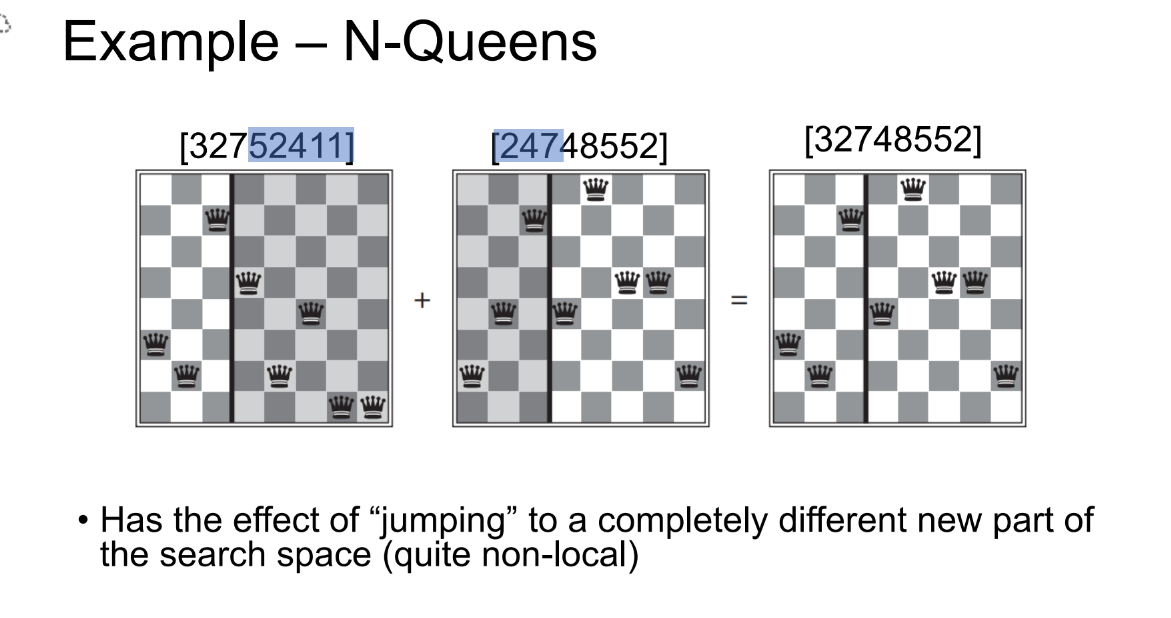 Example – N-Queens
[32752411] [24748552] [32748552]
+ =
• Has the effect of “jumping” to a completely different new part of
the search space (quite non-local)